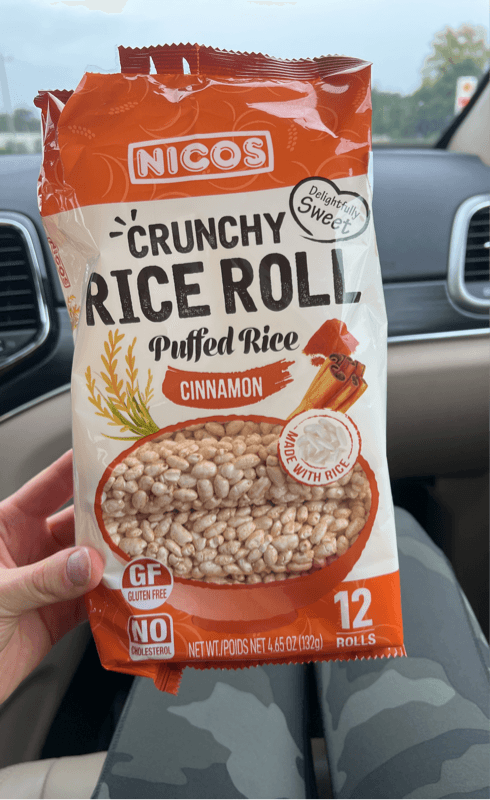 NICOS
NICOS
Delightfully
Sweet
CRUNCHY
RICE ROLL
Puffed Rice
CINNAMON
MADE WITH RICE
GF
GLUTEN FREE
NO
CHOLESTEROL
NET WT./POIDS NET 4.65 OZ (132g)
12
ROLLS